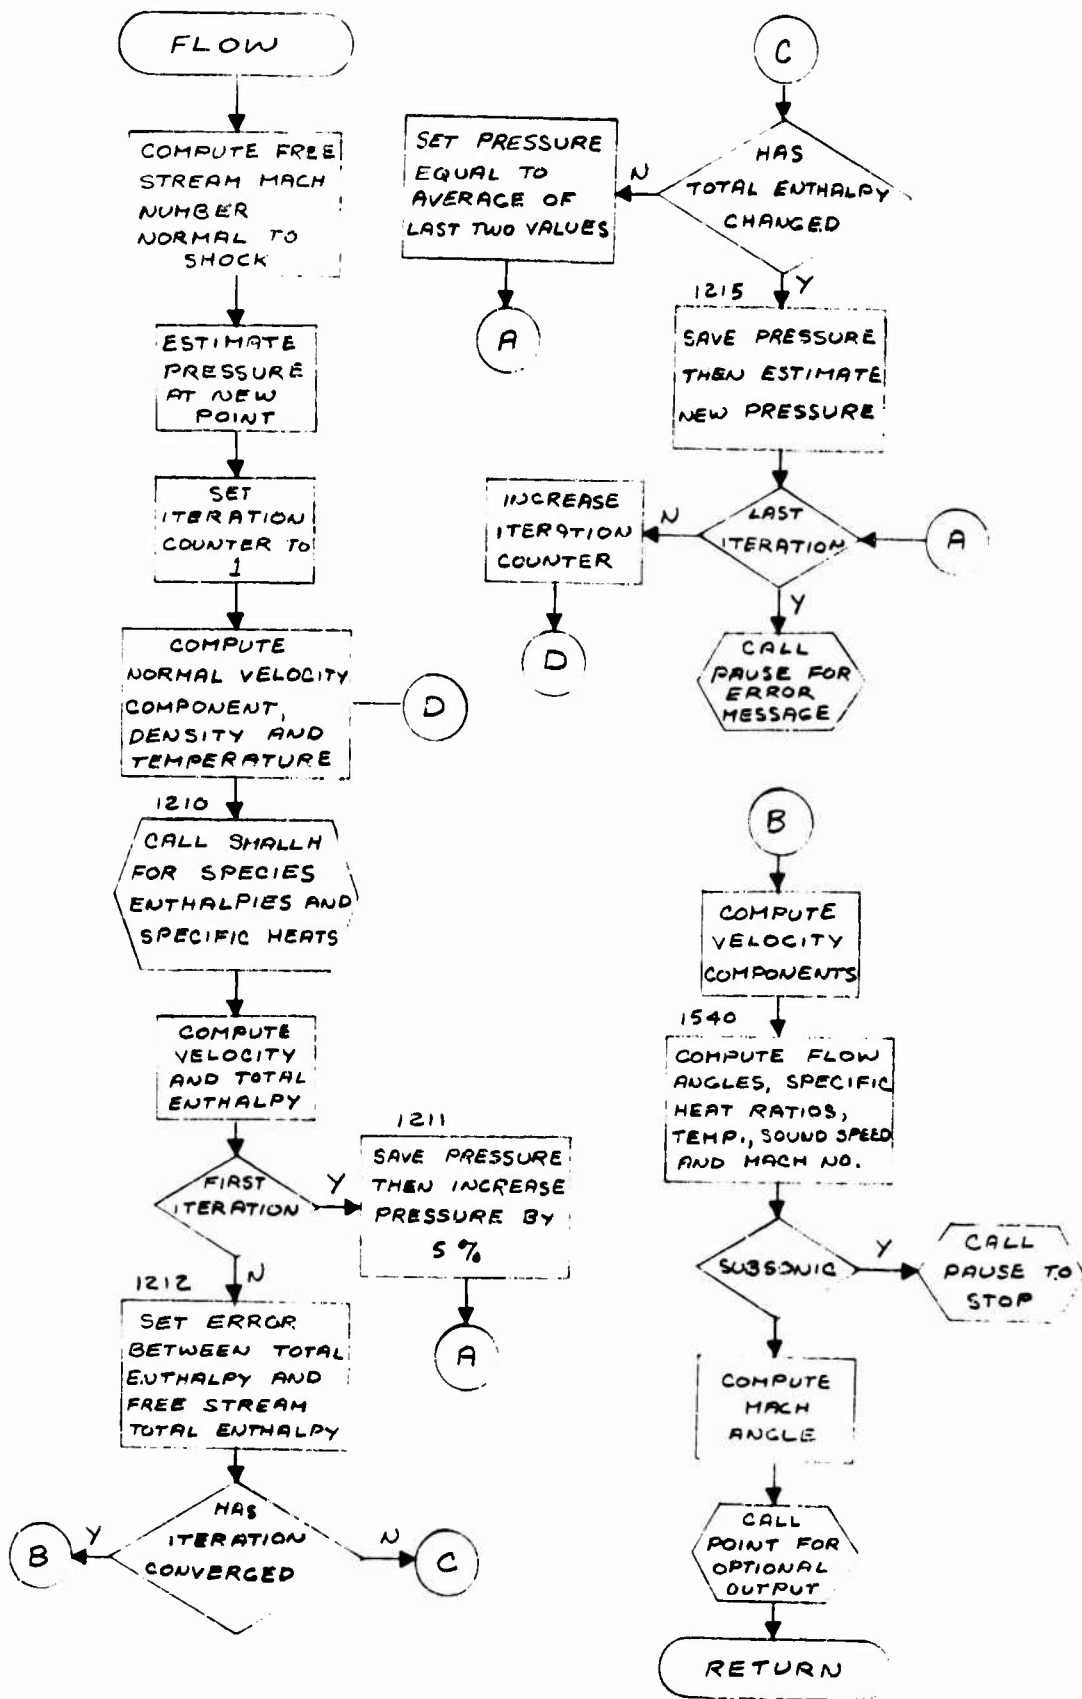 FLOW
COMPUTE FREE
STREAM MACH
NUMBER
NORMAL TO
SHOCK
ESTIMATE
PRESSURE
AT NEW
POINT
SET
ITERATION
COUNTER TO
1
COMPUTE
NORMAL VELOCITY
COMPONENT,
DENSITY AND
TEMPERATURE
D
1210
CALL SMALLH
FOR SPECIES
ENTHALPIES AND
SPECIFIC HEATS
COMPUTE
VELOCITY
AND TOTAL
ENTHALPY
FIRST
ITERATION
Y
N
1211
SAVE PRESSURE
THEN INCREASE
PRESSURE BY
5 %
A
1212
SET ERROR
BETWEEN TOTAL
ENTHALPY AND
FREE STREAM
TOTAL ENTHALPY
HAS
ITERATION
CONVERGED
Y
B
N
C
C
HAS
TOTAL ENTHALPY
CHANGED
N
SET PRESSURE
EQUAL TO
AVERAGE OF
LAST TWO VALUES
A
Y
1215
SAVE PRESSURE
THEN ESTIMATE
NEW PRESSURE
LAST
ITERATION
A
N
INCREASE
ITERATION
COUNTER
D
Y
CALL
PAUSE FOR
ERROR
MESSAGE
B
COMPUTE
VELOCITY
COMPONENTS
1540
COMPUTE FLOW
ANGLES, SPECIFIC
HEAT RATIOS,
TEMP., SOUND SPEED
AND MACH NO.
SUBSONIC
Y
CALL
PAUSE TO
STOP
COMPUTE
MACH
ANGLE
CALL
POINT FOR
OPTIONAL
OUTPUT
RETURN